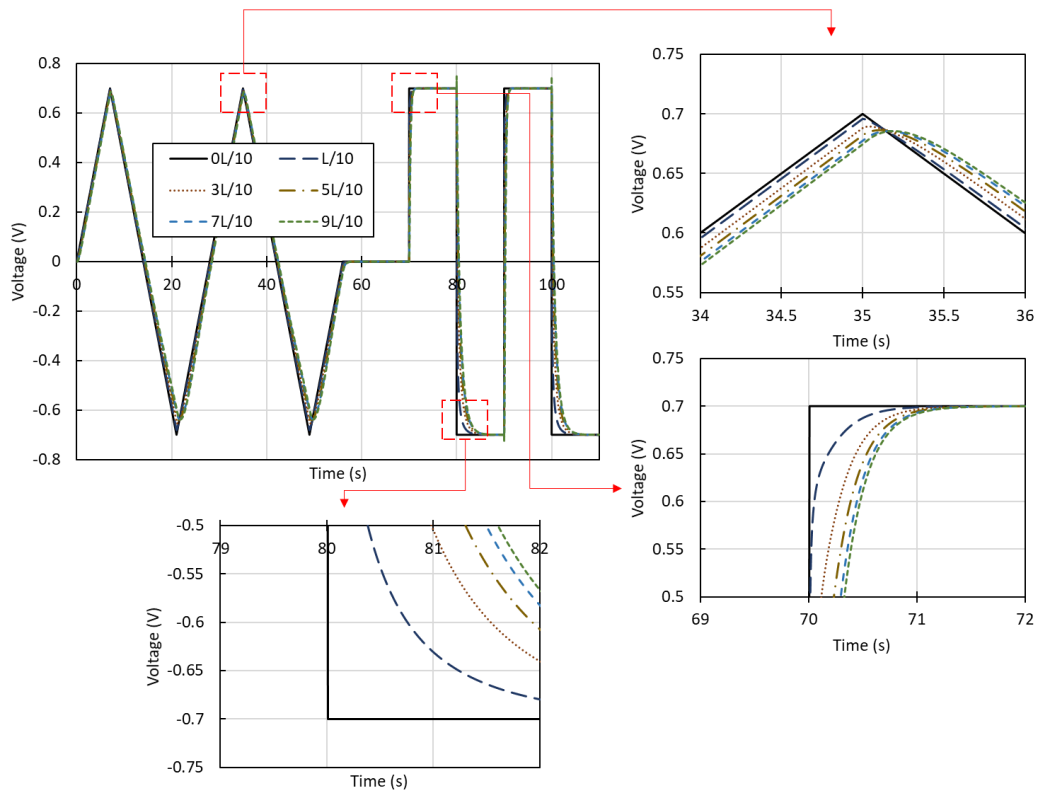 0.8
0.6
0.4
0.2
0
-0.2
-0.4
-0.6
-0.8
Voltage (V)
0 20 40 60 80 100
Time (s)
0L/10 L/10
3L/10 5L/10
7L/10 9L/10
0.75
0.7
0.65
0.6
0.55
Voltage (V)
34 34.5 35 35.5 36
Time (s)
0.75
0.7
0.65
0.6
0.55
0.5
Voltage (V)
69 70 71 72
Time (s)
-0.5
79 80 81 82
-0.55
-0.6
-0.65
-0.7
-0.75
Voltage (V)
Time (s)